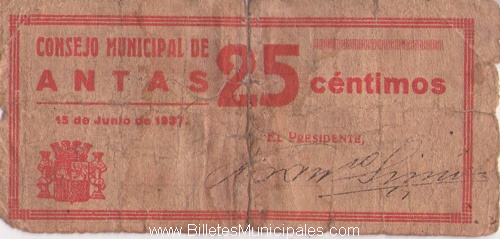 CONSEJO MUNICIPAL DE
ANTAS
25 céntimos
15 de Junio de 1937.
EL PRESIDENTE,
www.BilletesMunicipales.com